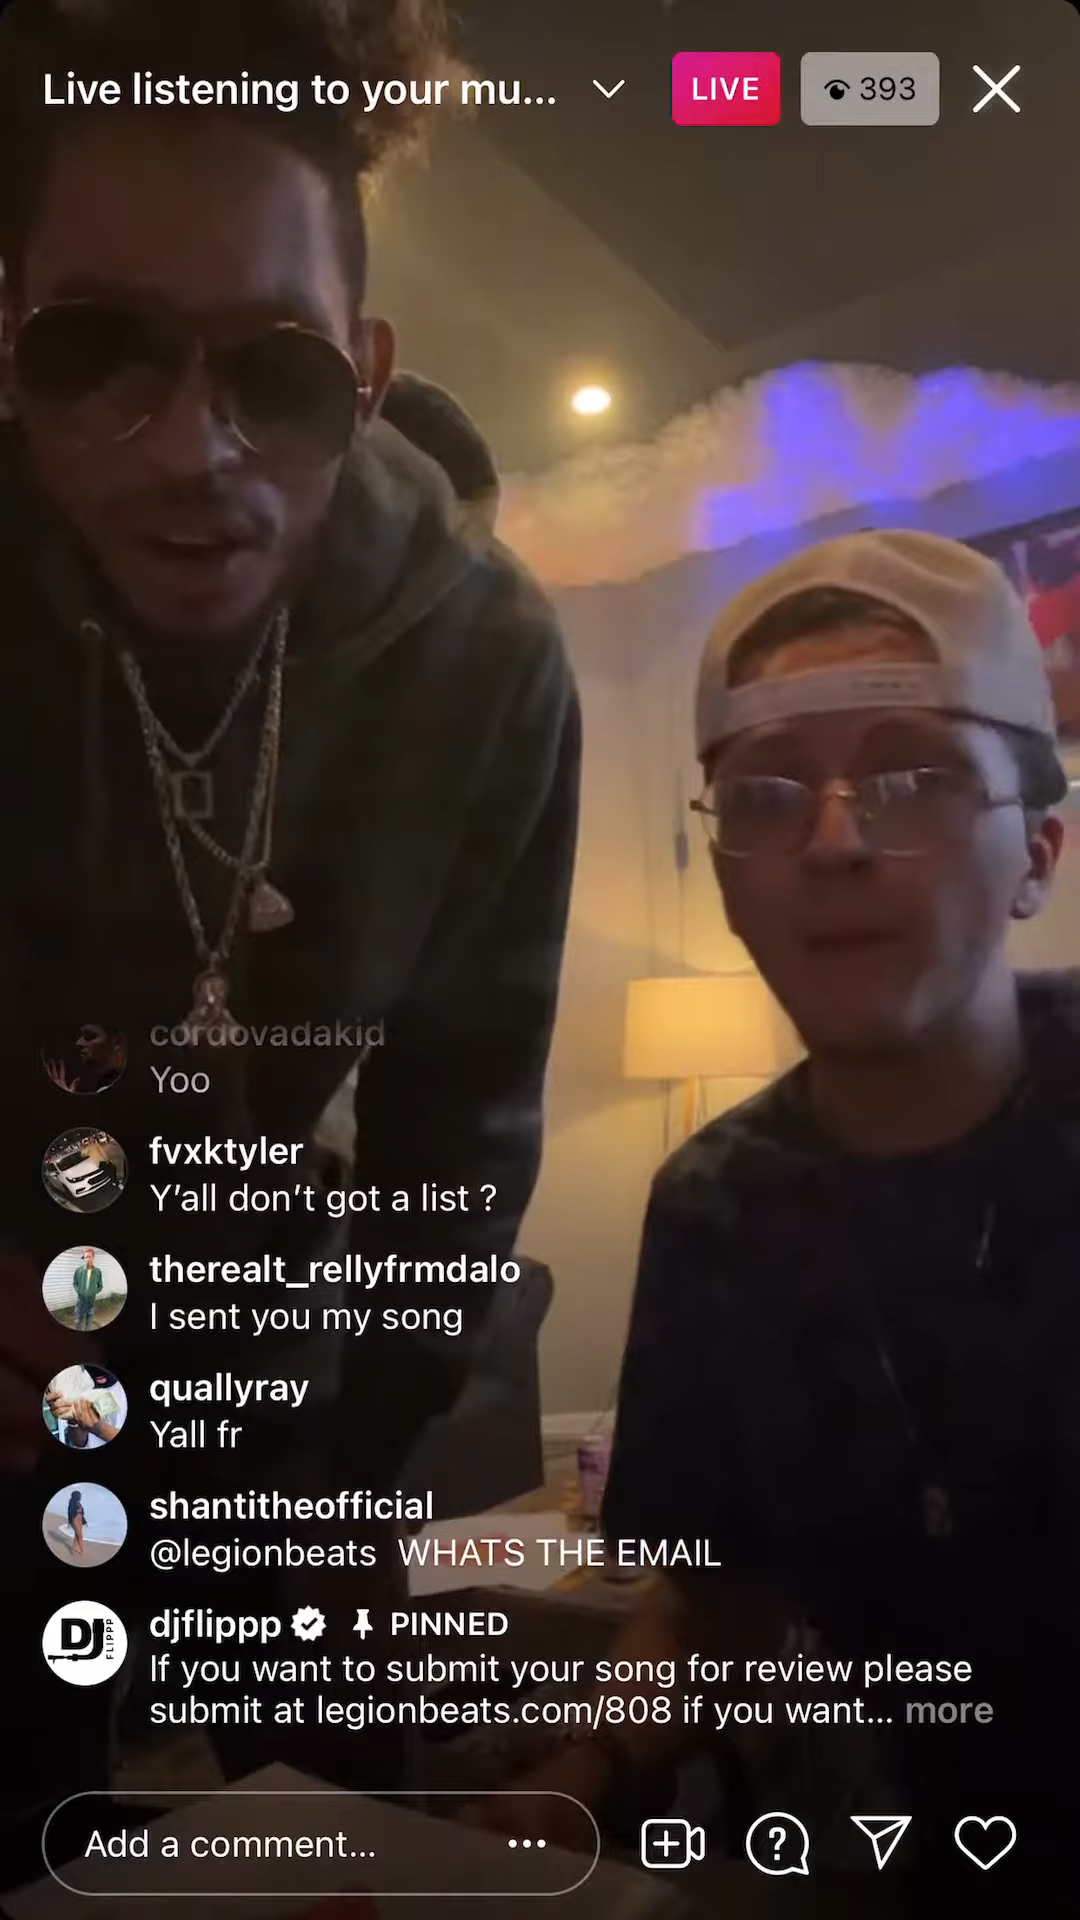 Live listening to your mu...
LIVE
393
cordovadakid
Yoo
fvxktyler
Y’all don’t got a list ?
therealt_rellyfrmdalo
I sent you my song
quallyray
Yall fr
shantitheofficial
@legionbeats WHATS THE EMAIL
DJ FLIPPP
djflippp PINNED
If you want to submit your song for review please
submit at legionbeats.com/808 if you want... more
Add a comment...